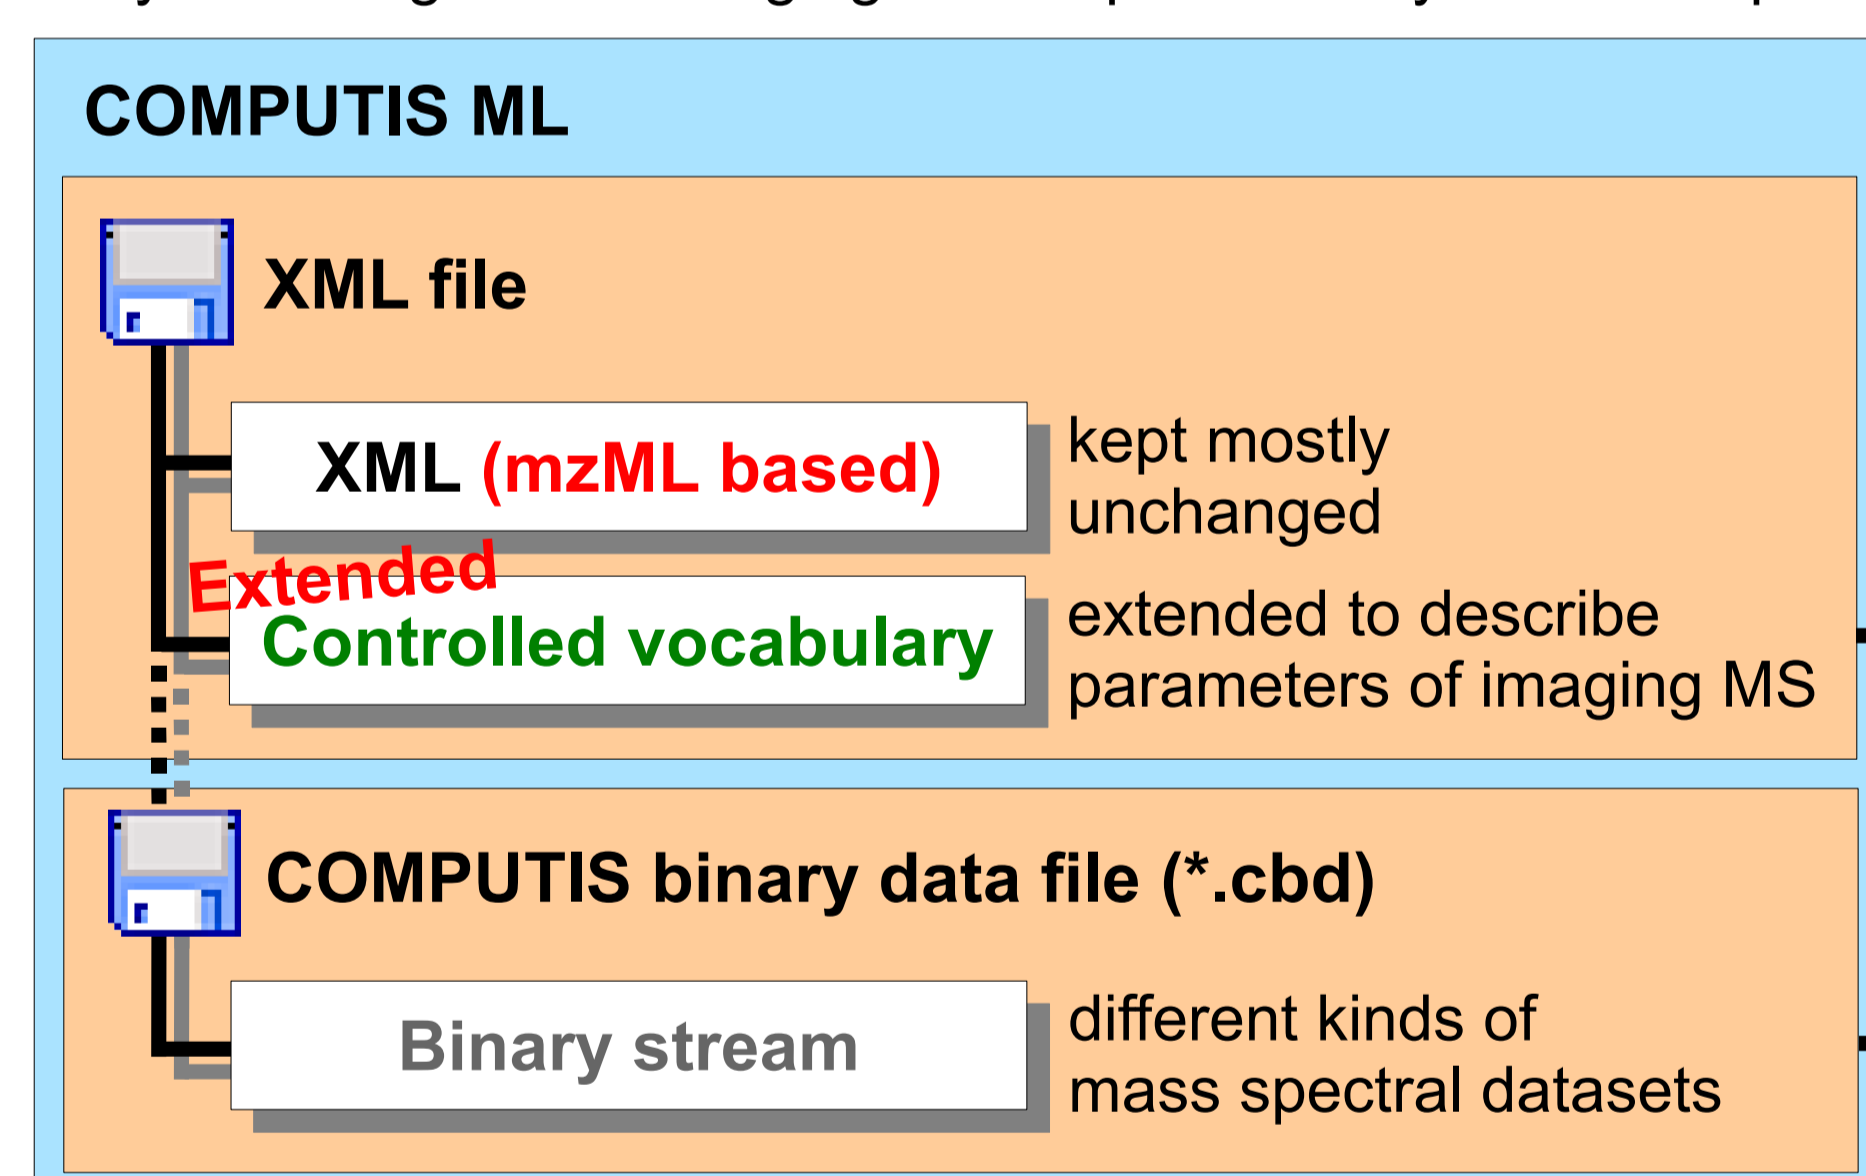 COMPUTIS ML
XML file
XML (mzML based)
kept mostly
unchanged
Extended
Controlled vocabulary
extended to describe
parameters of imaging MS
COMPUTIS binary data file (*.cbd)
Binary stream
different kinds of
mass spectral datasets